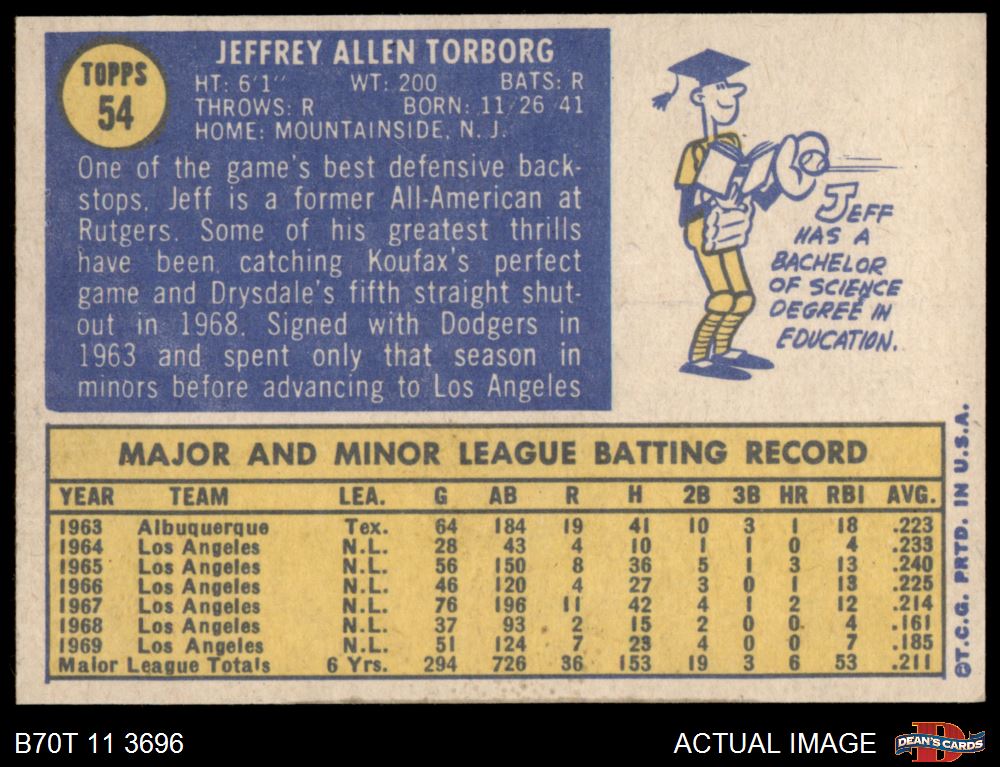 TOPPS
54
JEFFREY ALLEN TORBORG
HT: 6'1" WT: 200 BATS: R
THROWS: R BORN: 11/26/41
HOME: MOUNTAINSIDE, N. J.
One of the game's best defensive back-
stops, Jeff is a former All-American at
Rutgers. Some of his greatest thrills
have been catching Koufax's perfect
game and Drysdale's fifth straight shut-
out in 1968. Signed with Dodgers in
1963 and spent only that season in
minors before advancing to Los Angeles
JEFF
HAS A
BACHELOR
OF SCIENCE
DEGREE IN
EDUCATION.
MAJOR AND MINOR LEAGUE BATTING RECORD
YEAR TEAM LEA. G AB R H 2B 3B HR RBI AVG.
1963 Albuquerque Tex. 64 184 19 41 10 3 1 18 .223
1964 Los Angeles N.L. 28 43 4 10 1 1 0 4 .233
1965 Los Angeles N.L. 56 150 8 36 5 1 3 13 .240
1966 Los Angeles N.L. 46 120 4 27 3 0 1 13 .225
1967 Los Angeles N.L. 76 196 11 42 4 1 2 12 .214
1968 Los Angeles N.L. 37 93 2 15 2 0 0 4 .161
1969 Los Angeles N.L. 51 124 7 23 4 0 0 7 .185
Major League Totals 6 Yrs. 294 726 36 153 19 3 6 53 .211
©T.C.G. PRTD. IN U.S.A.
B70T 11 3696
ACTUAL IMAGE
D
DEAN'S CARDS